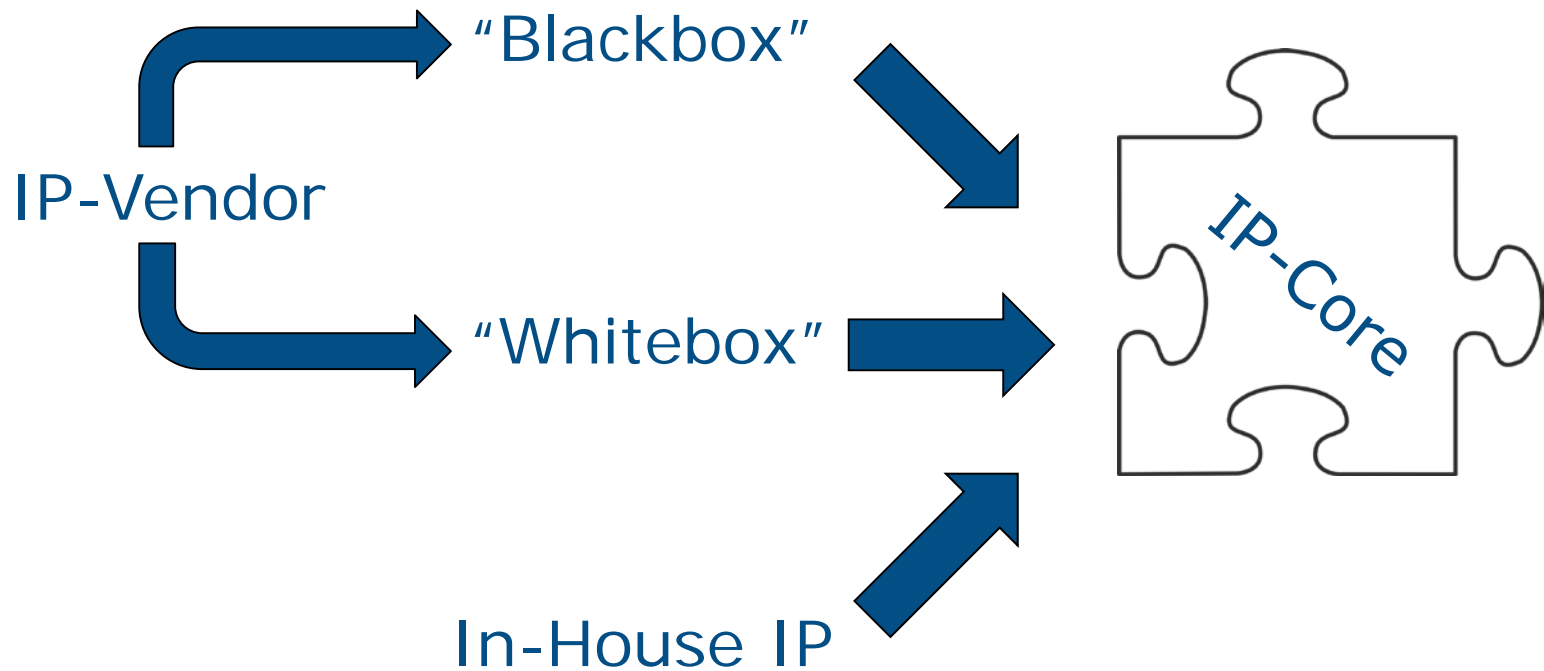 “Blackbox”
IP-Vendor
IP-Core
“Whitebox”
In-House IP